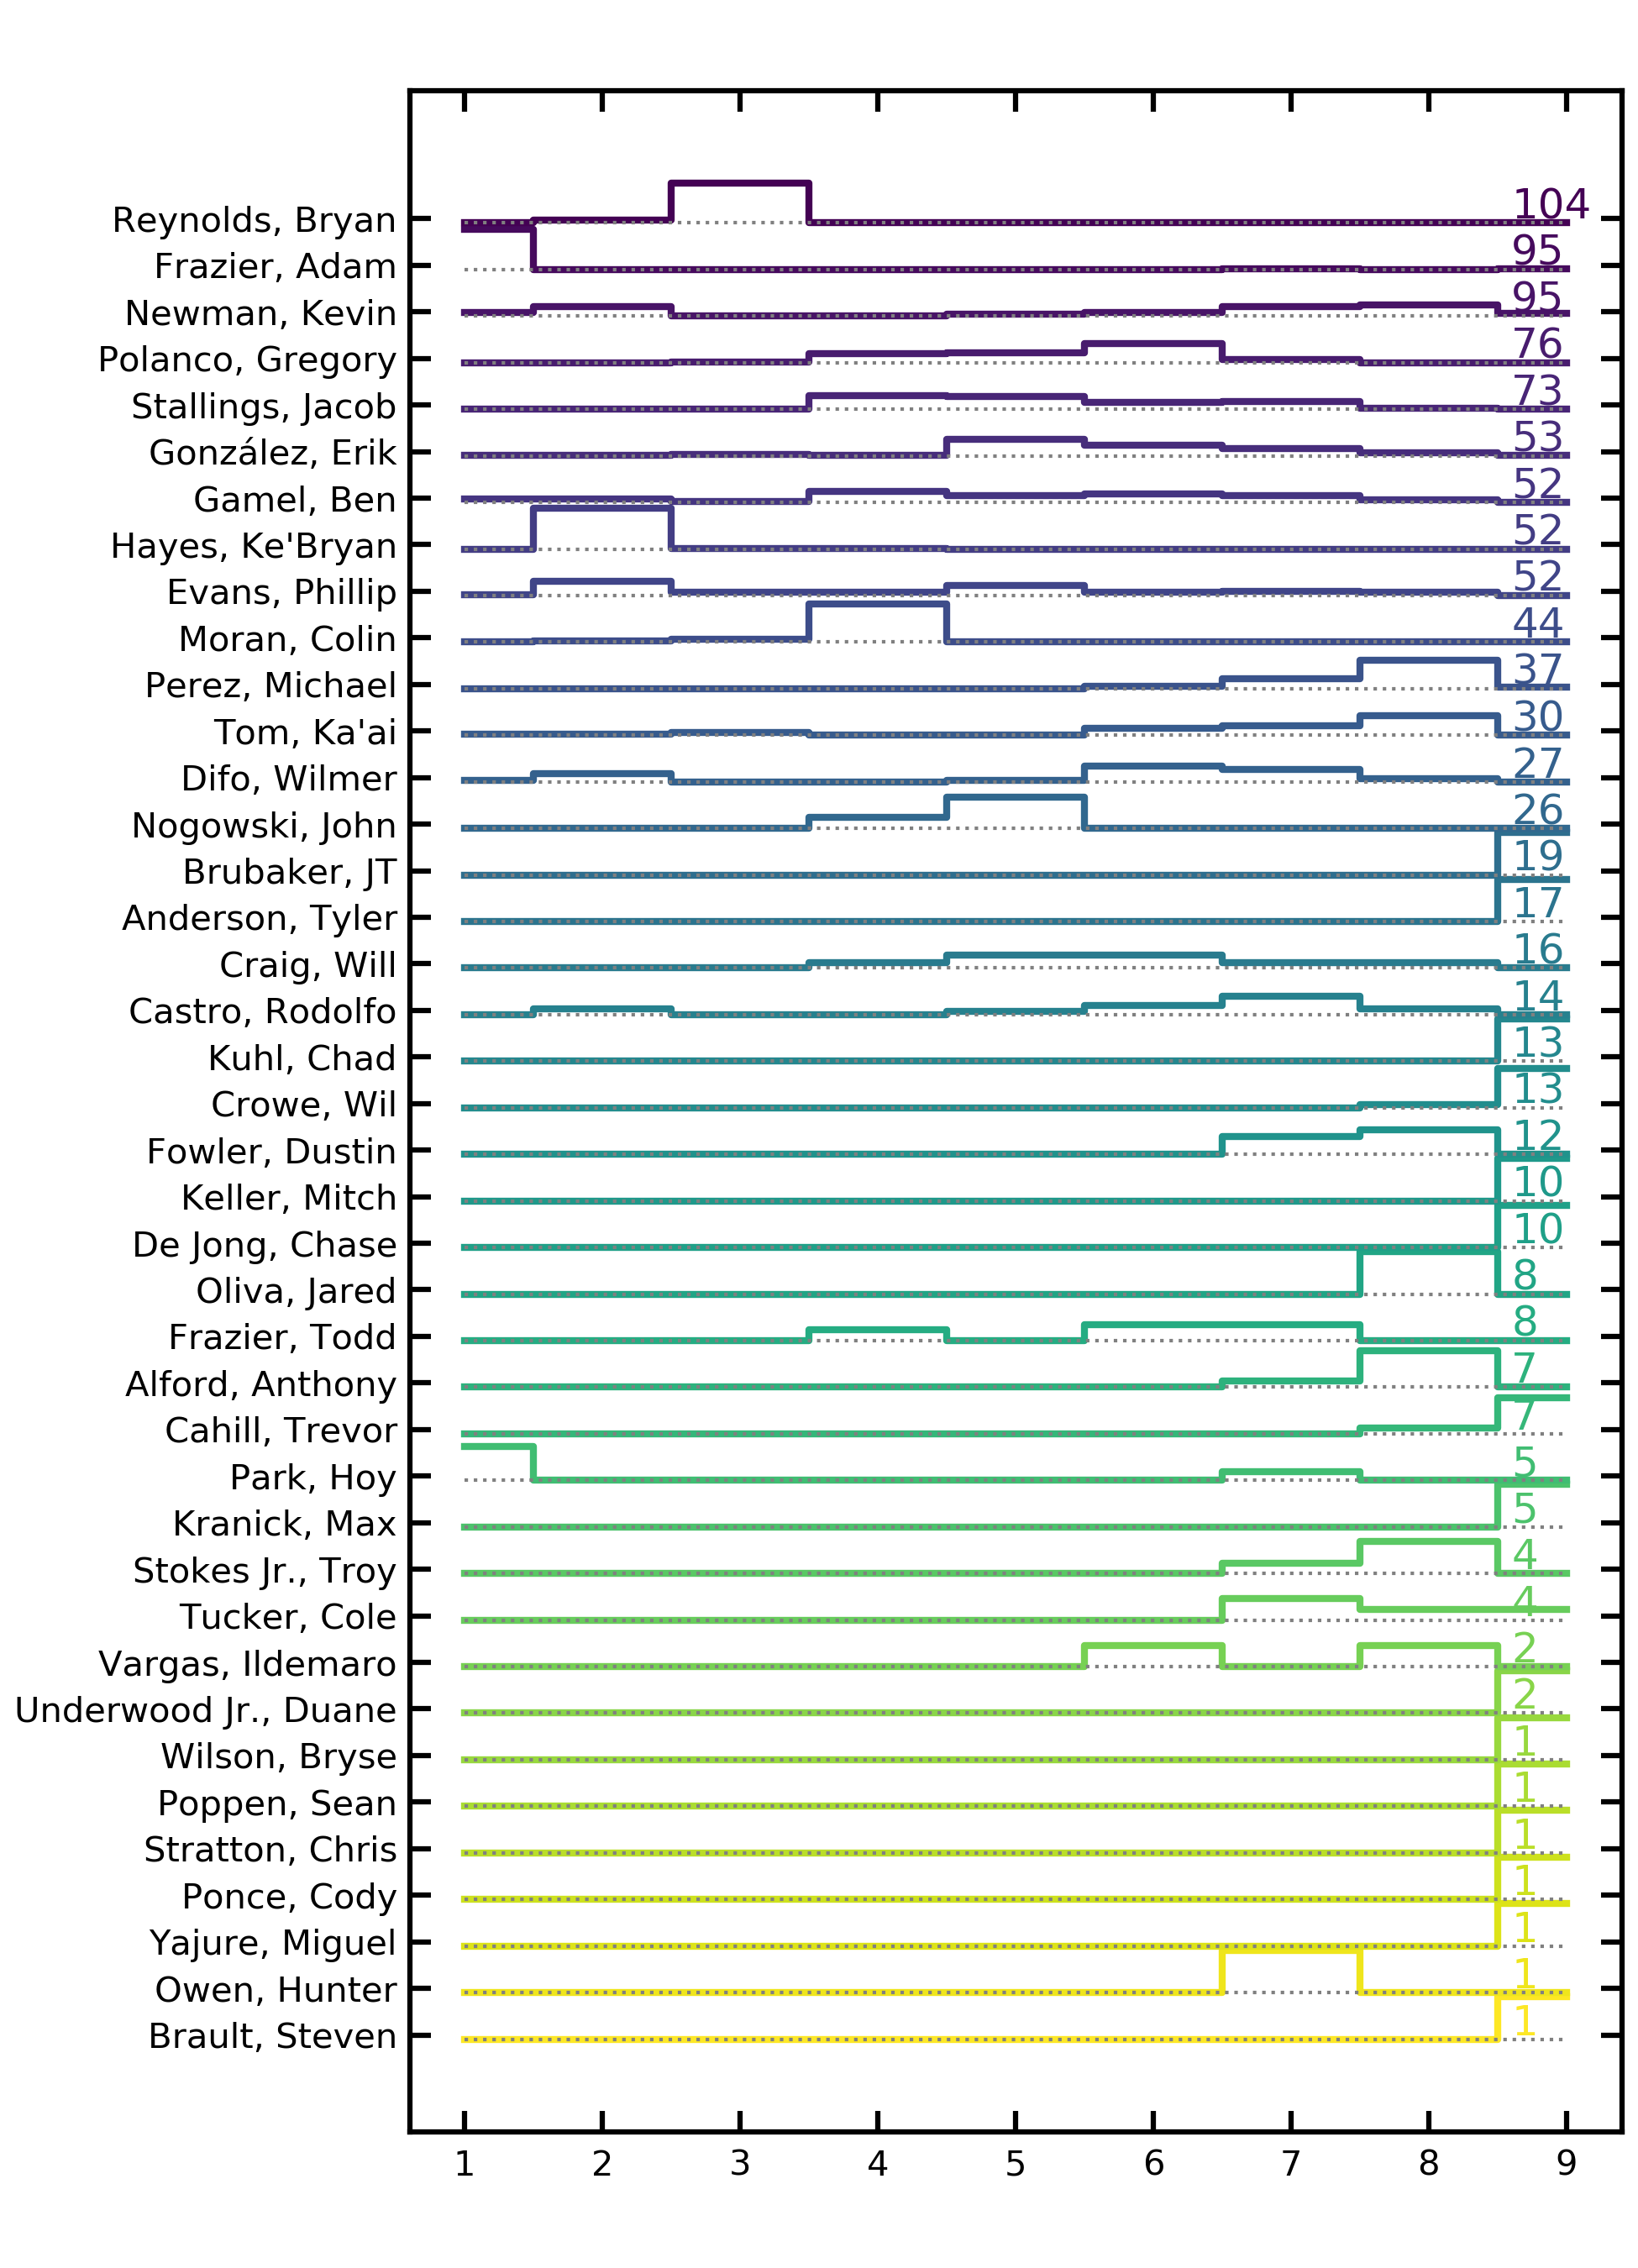 Reynolds, Bryan 104
Frazier, Adam 95
Newman, Kevin 95
Polanco, Gregory 76
Stallings, Jacob 73
González, Erik 53
Gamel, Ben 52
Hayes, Ke'Bryan 52
Evans, Phillip 52
Moran, Colin 44
Perez, Michael 37
Tom, Ka'ai 30
Difo, Wilmer 27
Nogowski, John 26
Brubaker, JT 19
Anderson, Tyler 17
Craig, Will 16
Castro, Rodolfo 14
Kuhl, Chad 13
Crowe, Wil 13
Fowler, Dustin 12
Keller, Mitch 10
De Jong, Chase 10
Oliva, Jared 8
Frazier, Todd 8
Alford, Anthony 7
Cahill, Trevor 7
Park, Hoy 5
Kranick, Max 5
Stokes Jr., Troy 4
Tucker, Cole 4
Vargas, Ildemaro 2
Underwood Jr., Duane 2
Wilson, Bryse 1
Poppen, Sean 1
Stratton, Chris 1
Ponce, Cody 1
Yajure, Miguel 1
Owen, Hunter 1
Brault, Steven 1
1 2 3 4 5 6 7 8 9